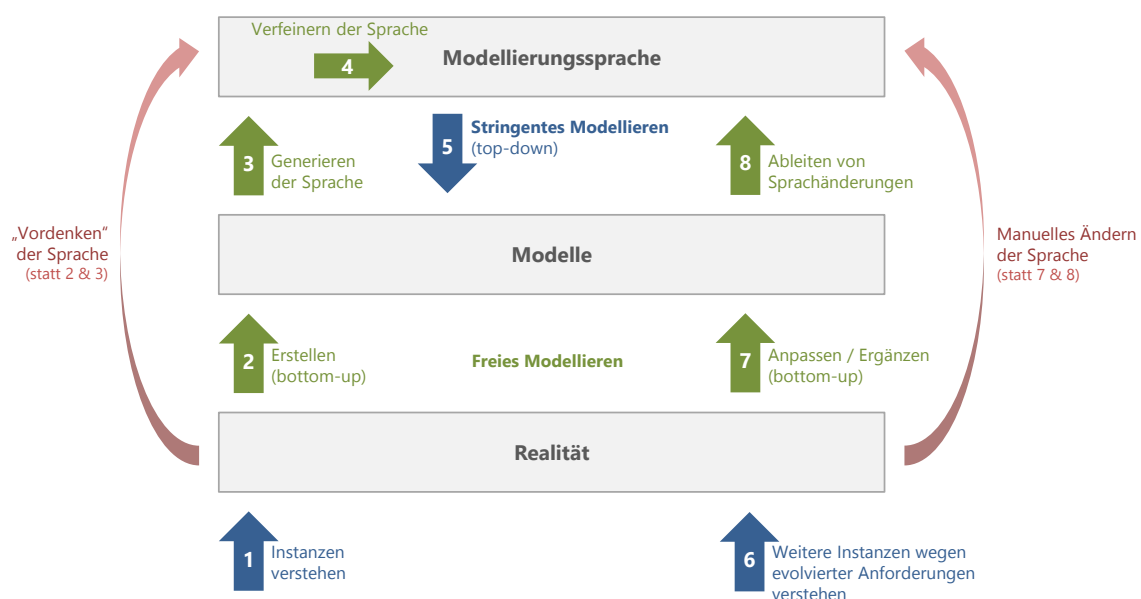 Verfeinern der Sprache
4
Modellierungssprache
3
Generieren
der Sprache
5
Stringentes Modellieren
(top-down)
8
Ableiten von
Sprachänderungen
„Vordenken“
der Sprache
(statt 2 & 3)
Modelle
Manuelles Ändern
der Sprache
(statt 7 & 8)
2
Erstellen
(bottom-up)
Freies Modellieren
7
Anpassen / Ergänzen
(bottom-up)
Realität
1
Instanzen
verstehen
6
Weitere Instanzen wegen
evolvierter Anforderungen
verstehen